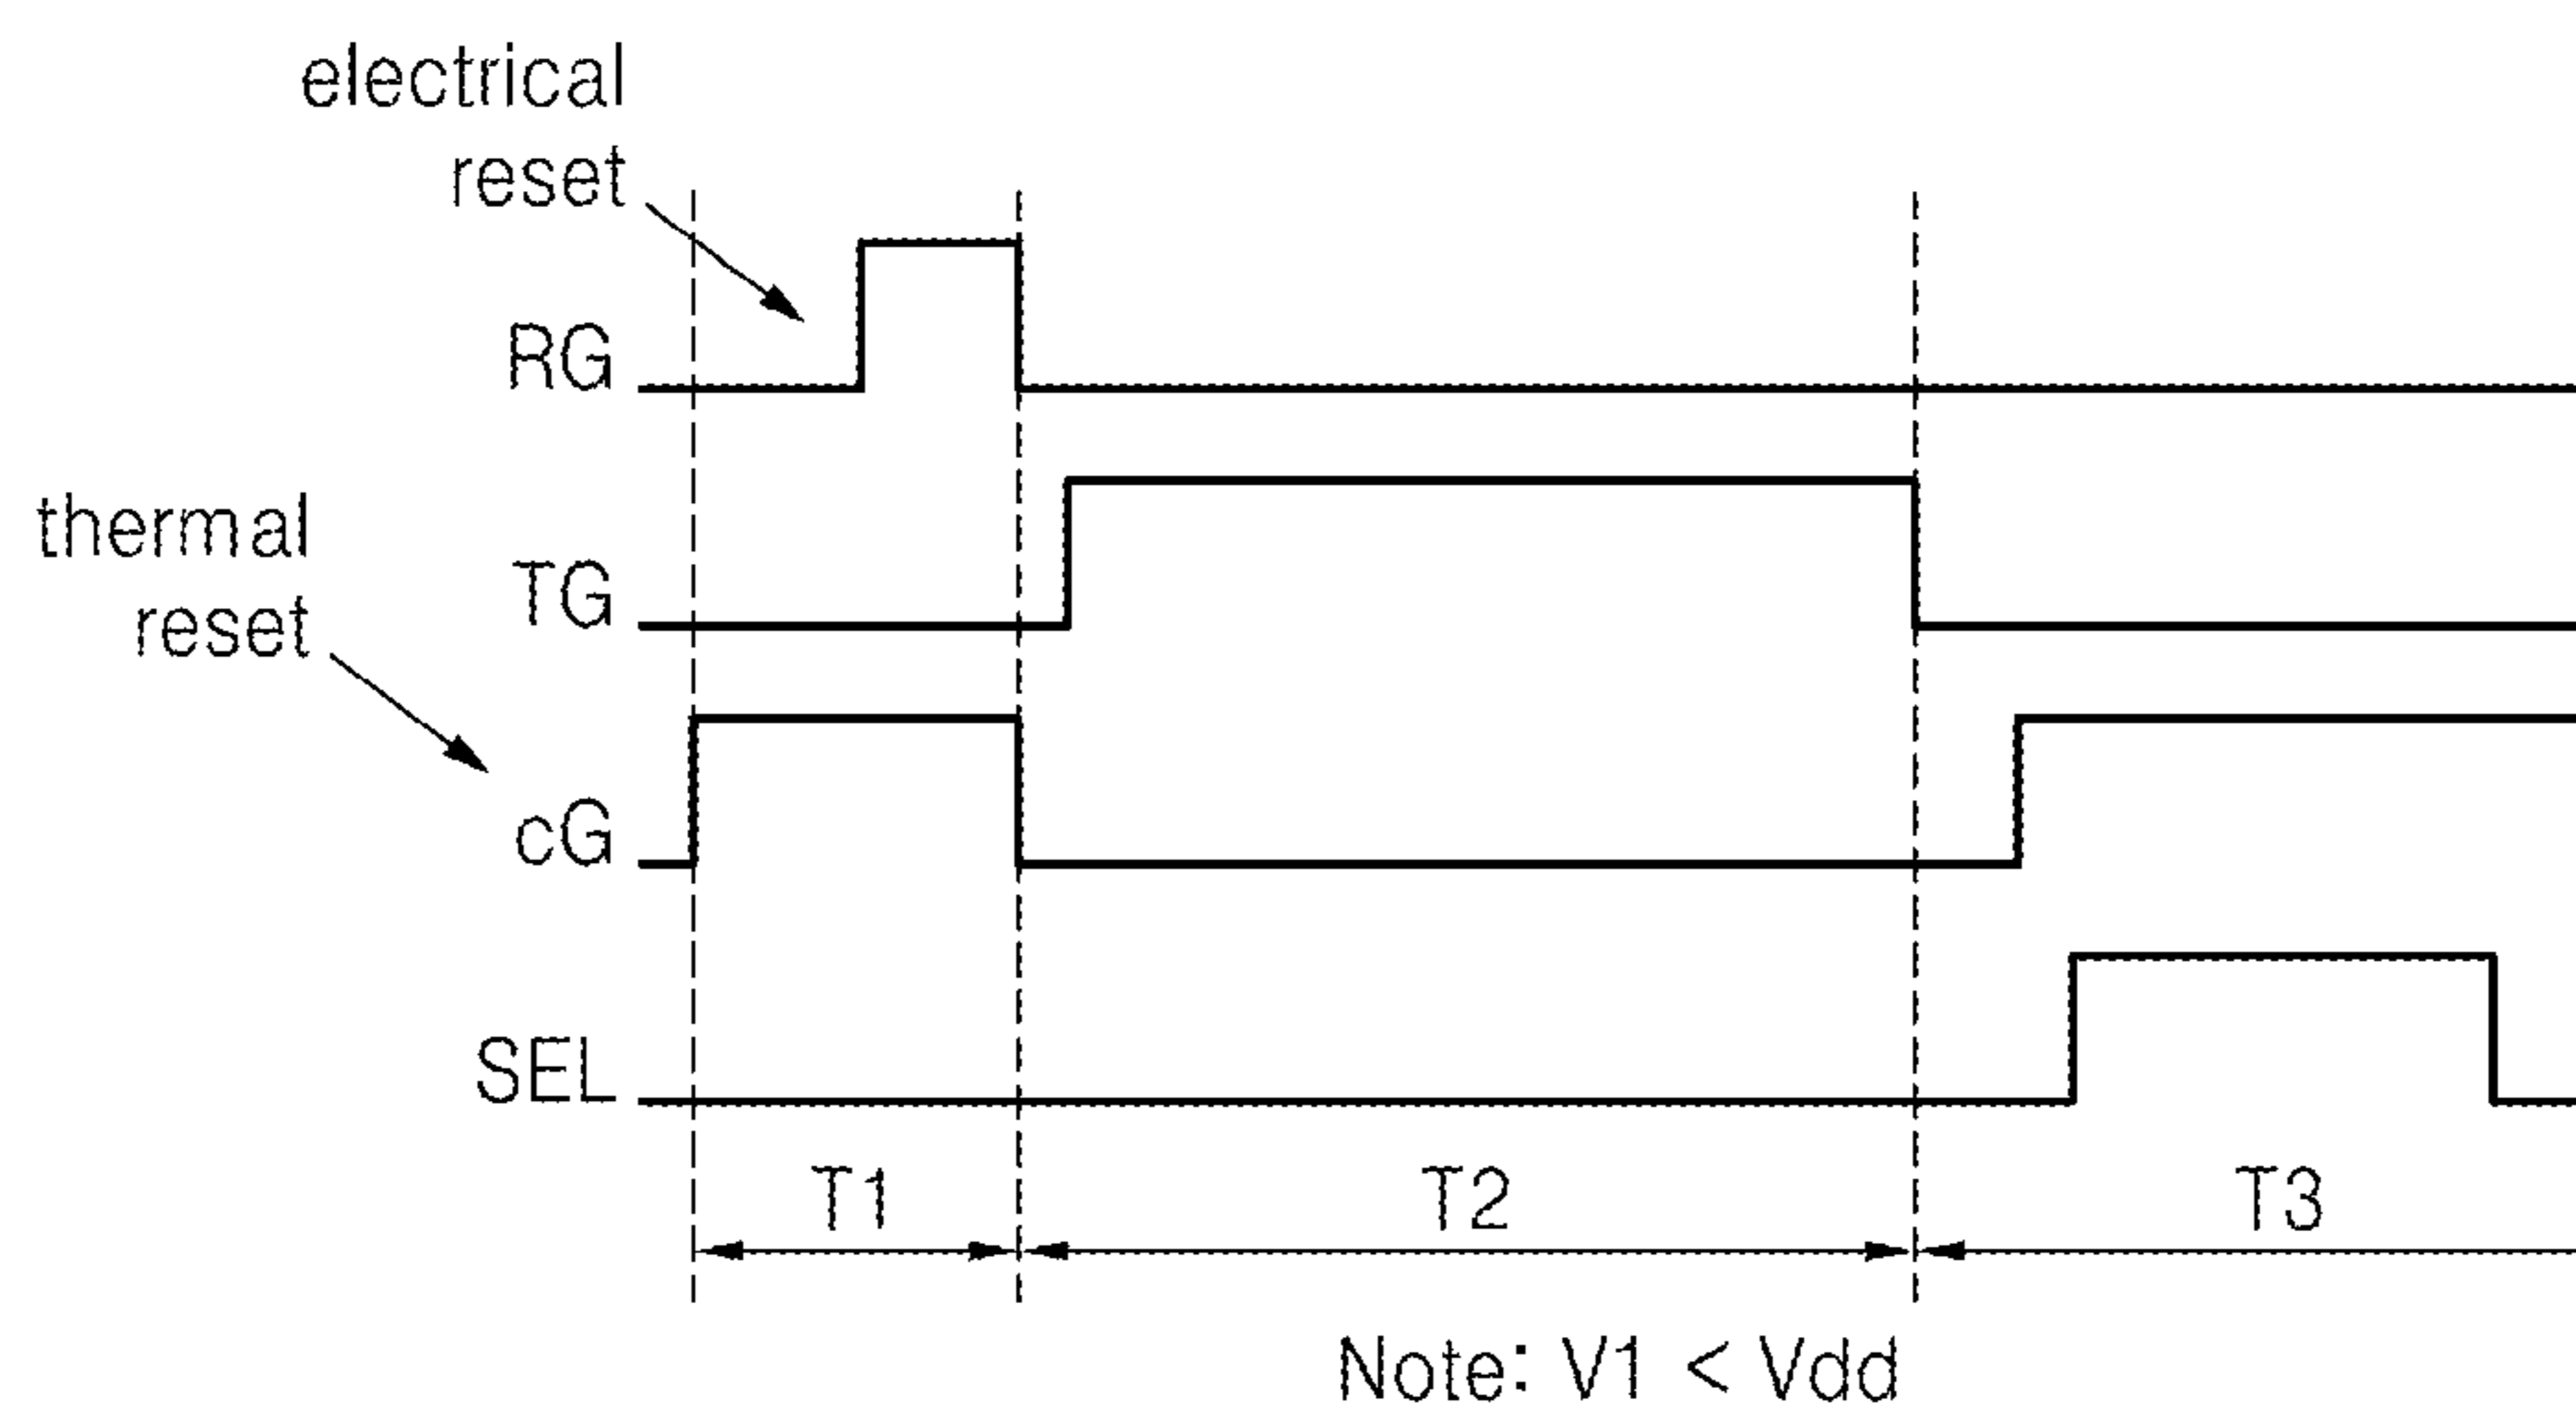 electrical
reset
RG
thermal
reset
TG
cG
SEL
T1 T2 T3
Note: V1 < Vdd